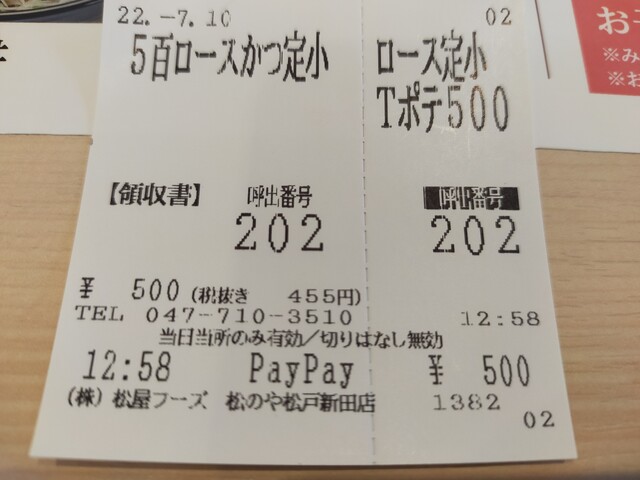 22.-7.10
02
5百ロースかつ定小
ロース定小
Tポテ500
【領収書】
呼出番号
202
呼出番号
202
¥ 500 (税抜き 455円)
TEL 047-710-3510
12:58
当日当所のみ有効/切りはなし無効
12:58 PayPay ¥ 500
(株) 松屋フーズ 松のや松戸新田店 1382
02
お
※み
※お